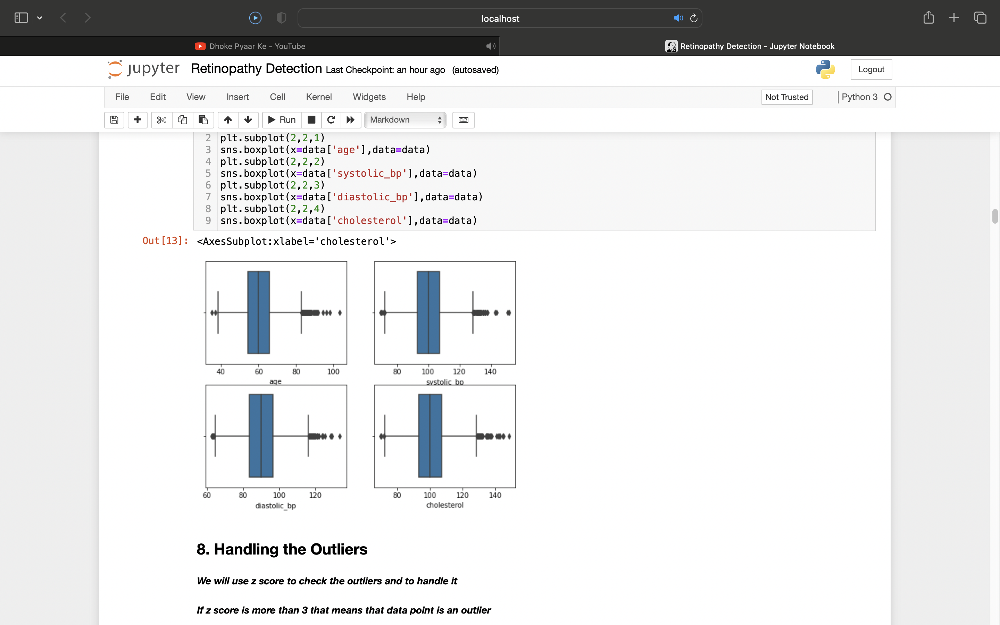 localhost
Dhoke Pyaar Ke - YouTube
Retinopathy Detection - Jupyter Notebook
jupyter Retinopathy Detection Last Checkpoint: an hour ago (autosaved)
Logout
File Edit View Insert Cell Kernel Widgets Help
Not Trusted
Python 3
Run
Markdown
2 plt.subplot(2,2,1)
3 sns.boxplot(x=data['age'],data=data)
4 plt.subplot(2,2,2)
5 sns.boxplot(x=data['systolic_bp'],data=data)
6 plt.subplot(2,2,3)
7 sns.boxplot(x=data['diastolic_bp'],data=data)
8 plt.subplot(2,2,4)
9 sns.boxplot(x=data['cholesterol'],data=data)
Out[13]: <AxesSubplot:xlabel='cholesterol'>
40 60 80 100
age
80 100 120 140
systolic_bp
60 80 100 120
diastolic_bp
80 100 120 140
cholesterol
8. Handling the Outliers
We will use z score to check the outliers and to handle it
If z score is more than 3 that means that data point is an outlier